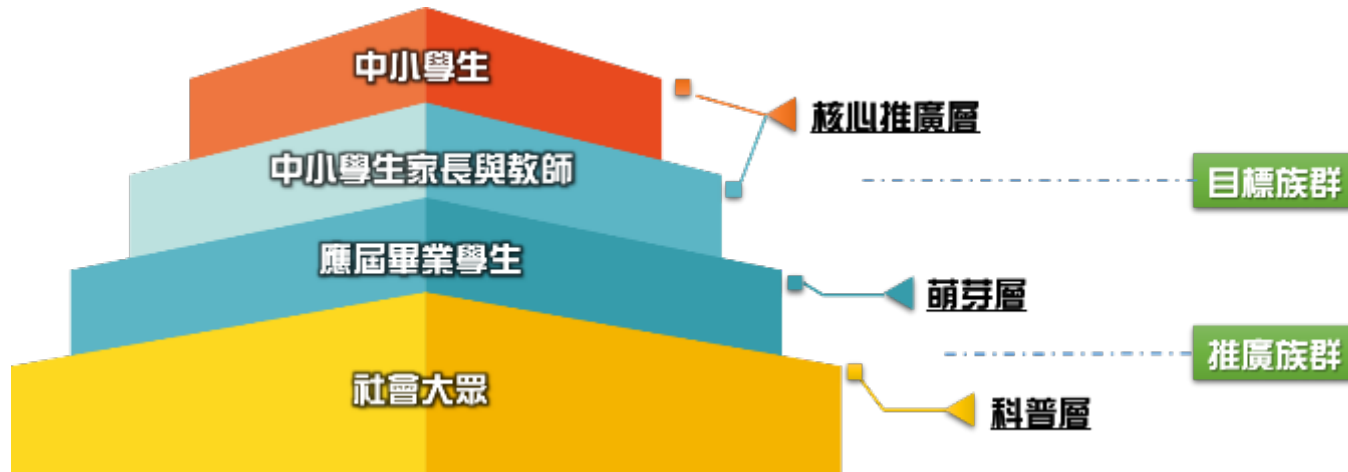 中小學生
核心推廣層
中小學生家長與教師
目標族群
應屆畢業學生
萌芽層
推廣族群
社會大眾
科普層